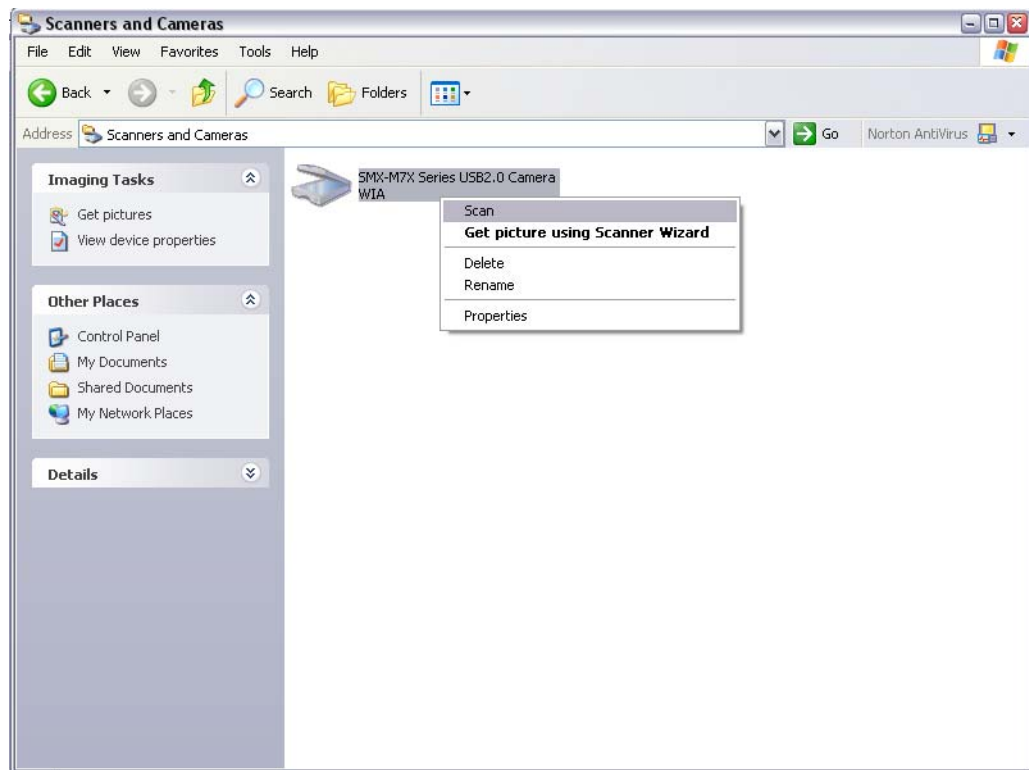 Scanners and Cameras
File Edit View Favorites Tools Help
Back Search Folders
Address Scanners and Cameras Go Norton AntiVirus
Imaging Tasks
Get pictures
View device properties
Other Places
Control Panel
My Documents
Shared Documents
My Network Places
Details
SMX-M7X Series USB2.0 Camera
WIA
Scan
Get picture using Scanner Wizard
Delete
Rename
Properties